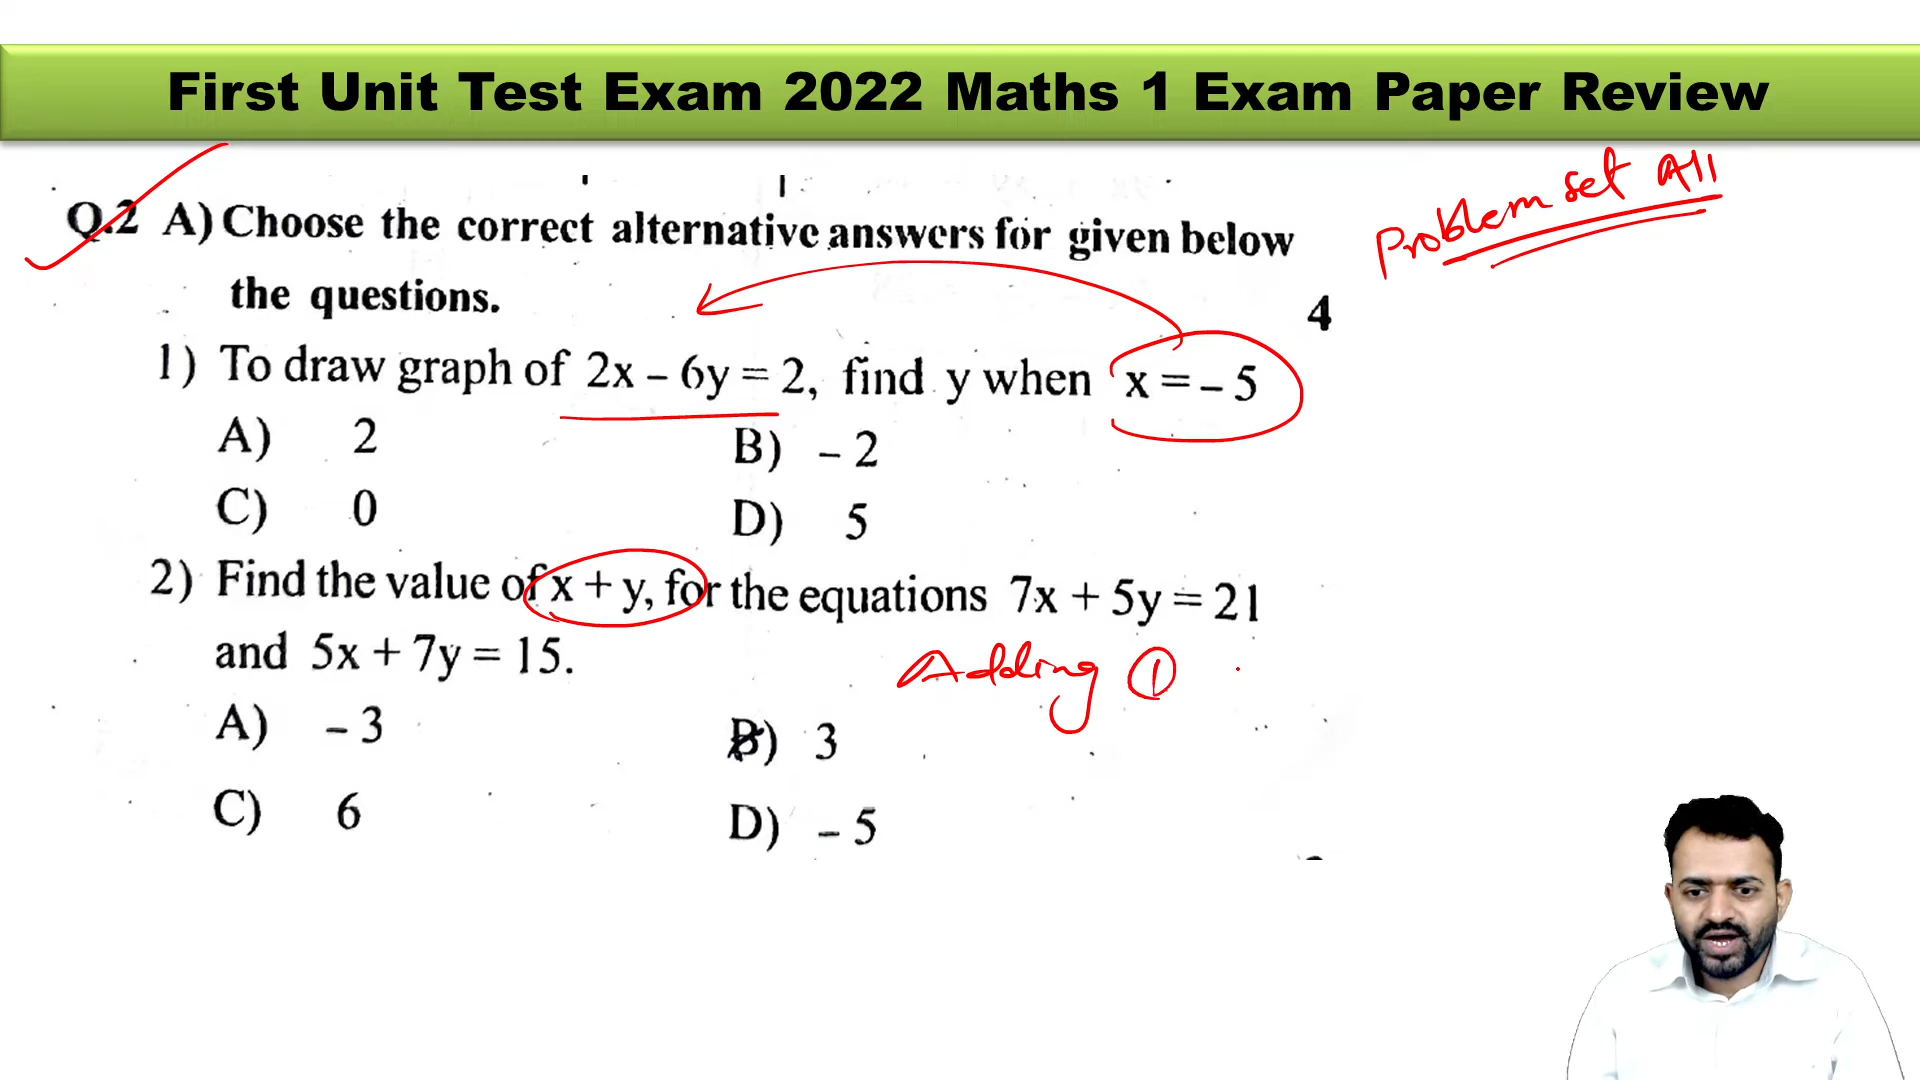 First Unit Test Exam 2022 Maths 1 Exam Paper Review
Problem set All
Q.2 A) Choose the correct alternative answers for given below
the questions. 4
1) To draw graph of 2x – 6y = 2, find y when x = – 5
A) 2 B) – 2
C) 0 D) 5
2) Find the value of x + y, for the equations 7x + 5y = 21
and 5x + 7y = 15.
Adding ①
A) – 3 B) 3
C) 6 D) – 5